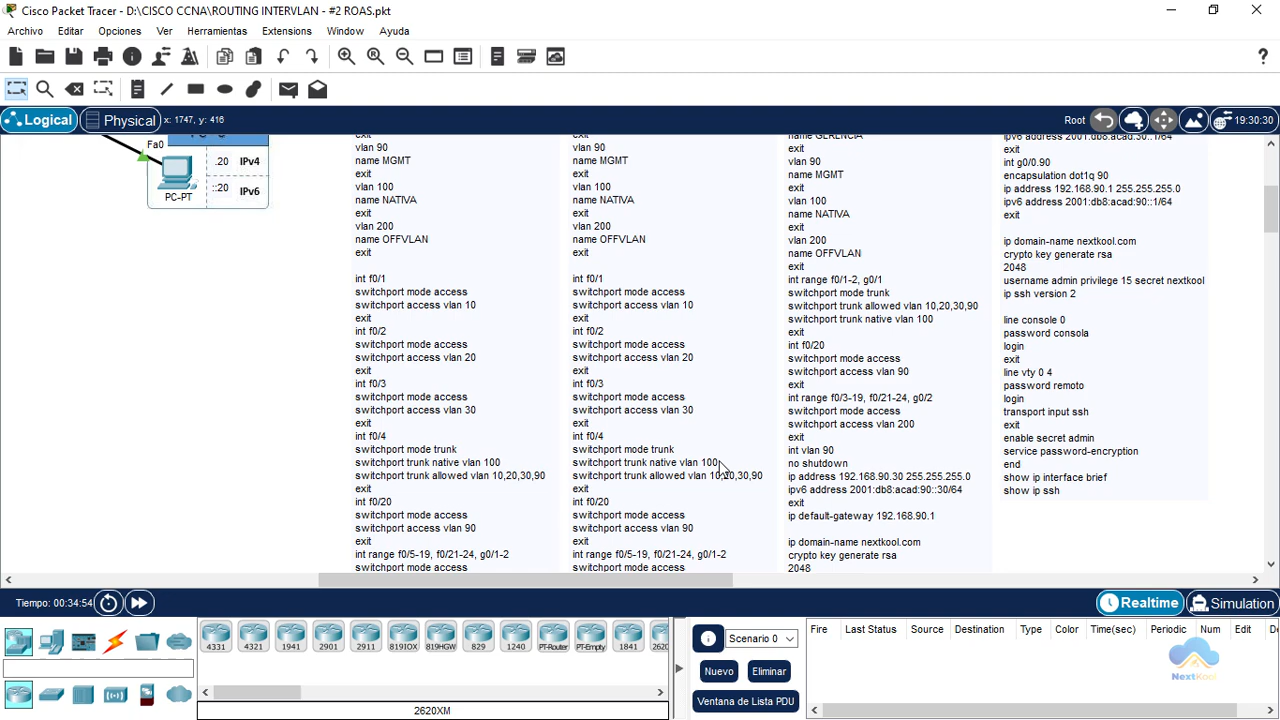 Cisco Packet Tracer - D:\CISCO CCNA\ROUTING INTERVLAN - #2 ROAS.pkt
Archivo Editar Opciones Ver Herramientas Extensions Window Ayuda
Logical Physical x: 1747, y: 416 Root 19:30:30
Fa0
.20 IPv4
::20 IPv6
PC-PT
vlan 90
name MGMT
exit
vlan 100
name NATIVA
exit
vlan 200
name OFFVLAN
exit
int f0/1
switchport mode access
switchport access vlan 10
exit
int f0/2
switchport mode access
switchport access vlan 20
exit
int f0/3
switchport mode access
switchport access vlan 30
exit
int f0/4
switchport mode trunk
switchport trunk native vlan 100
switchport trunk allowed vlan 10,20,30,90
exit
int f0/20
switchport mode access
switchport access vlan 90
exit
int range f0/5-19, f0/21-24, g0/1-2
switchport mode access
vlan 90
name MGMT
exit
vlan 100
name NATIVA
exit
vlan 200
name OFFVLAN
exit
int f0/1
switchport mode access
switchport access vlan 10
exit
int f0/2
switchport mode access
switchport access vlan 20
exit
int f0/3
switchport mode access
switchport access vlan 30
exit
int f0/4
switchport mode trunk
switchport trunk native vlan 100
switchport trunk allowed vlan 10,20,30,90
exit
int f0/20
switchport mode access
switchport access vlan 90
exit
int range f0/5-19, f0/21-24, g0/1-2
switchport mode access
name GERENCIA
exit
vlan 90
name MGMT
exit
vlan 100
name NATIVA
exit
vlan 200
name OFFVLAN
exit
int range f0/1-2, g0/1
switchport mode trunk
switchport trunk allowed vlan 10,20,30,90
switchport trunk native vlan 100
exit
int f0/20
switchport mode access
switchport access vlan 90
exit
int range f0/3-19, f0/21-24, g0/2
switchport mode access
switchport access vlan 200
exit
int vlan 90
no shutdown
ip address 192.168.90.30 255.255.255.0
ipv6 address 2001:db8:acad:90::30/64
exit
ip default-gateway 192.168.90.1
ip domain-name nextkool.com
crypto key generate rsa
2048
ipv6 address 2001:db8:acad:30::1/64
exit
int g0/0.90
encapsulation dot1q 90
ip address 192.168.90.1 255.255.255.0
ipv6 address 2001:db8:acad:90::1/64
exit
ip domain-name nextkool.com
crypto key generate rsa
2048
username admin privilege 15 secret nextkool
ip ssh version 2
line console 0
password consola
login
exit
line vty 0 4
password remoto
login
transport input ssh
exit
enable secret admin
service password-encryption
end
show ip interface brief
show ip ssh
Tiempo: 00:34:54 Realtime Simulation
4331 4321 1941 2901 2911 819IOX 819HGW 829 1240 PT-Router PT-Empty 1841 2620
2620XM
Scenario 0
Nuevo Eliminar
Ventana de Lista PDU
Fire Last Status Source Destination Type Color Time(sec) Periodic Num Edit
NextKool